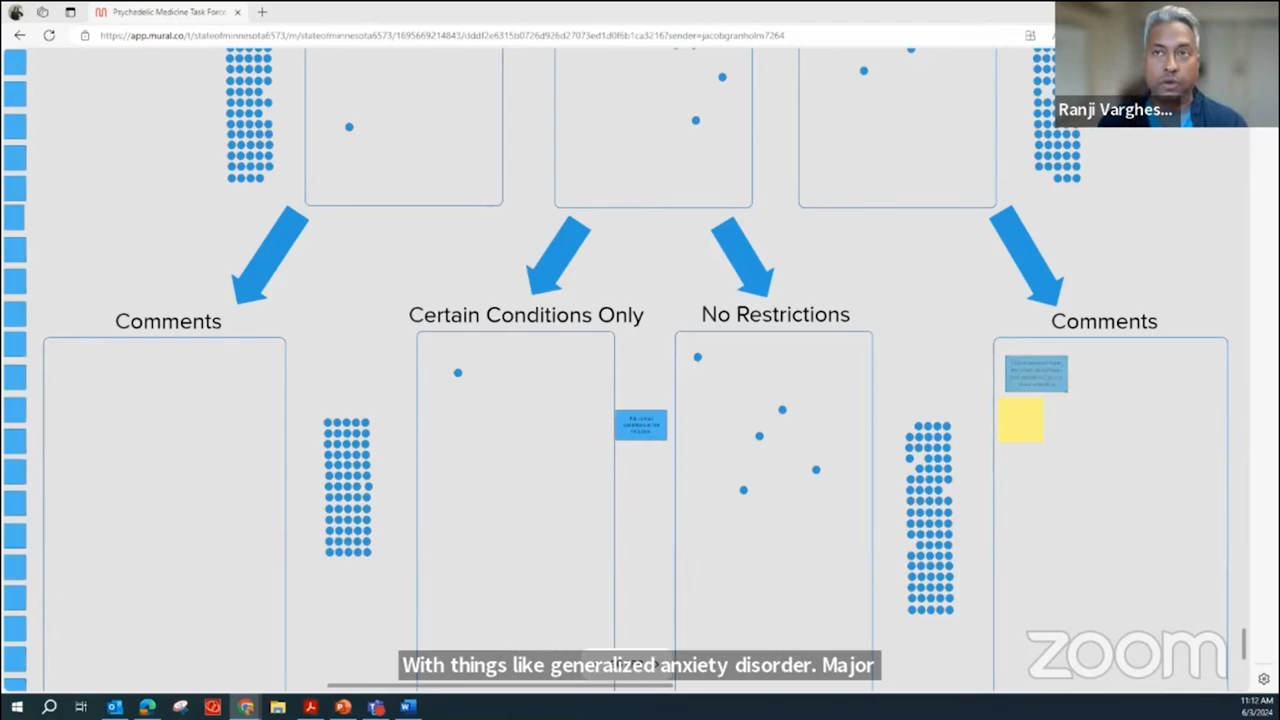 Psychedelic Medicine Task Force
https://app.mural.co/t/stateofminnesota6573/m/stateofminnesota6573/1695669214843/dddf2e6315b0726d926d27073ed1d0f6b1ca3216?sender=jacobgranholm7264
Ranji Varghes...
Comments
Certain Conditions Only
No Restrictions
Comments
With things like generalized anxiety disorder. Major
zoom
11:12 AM
6/3/2024